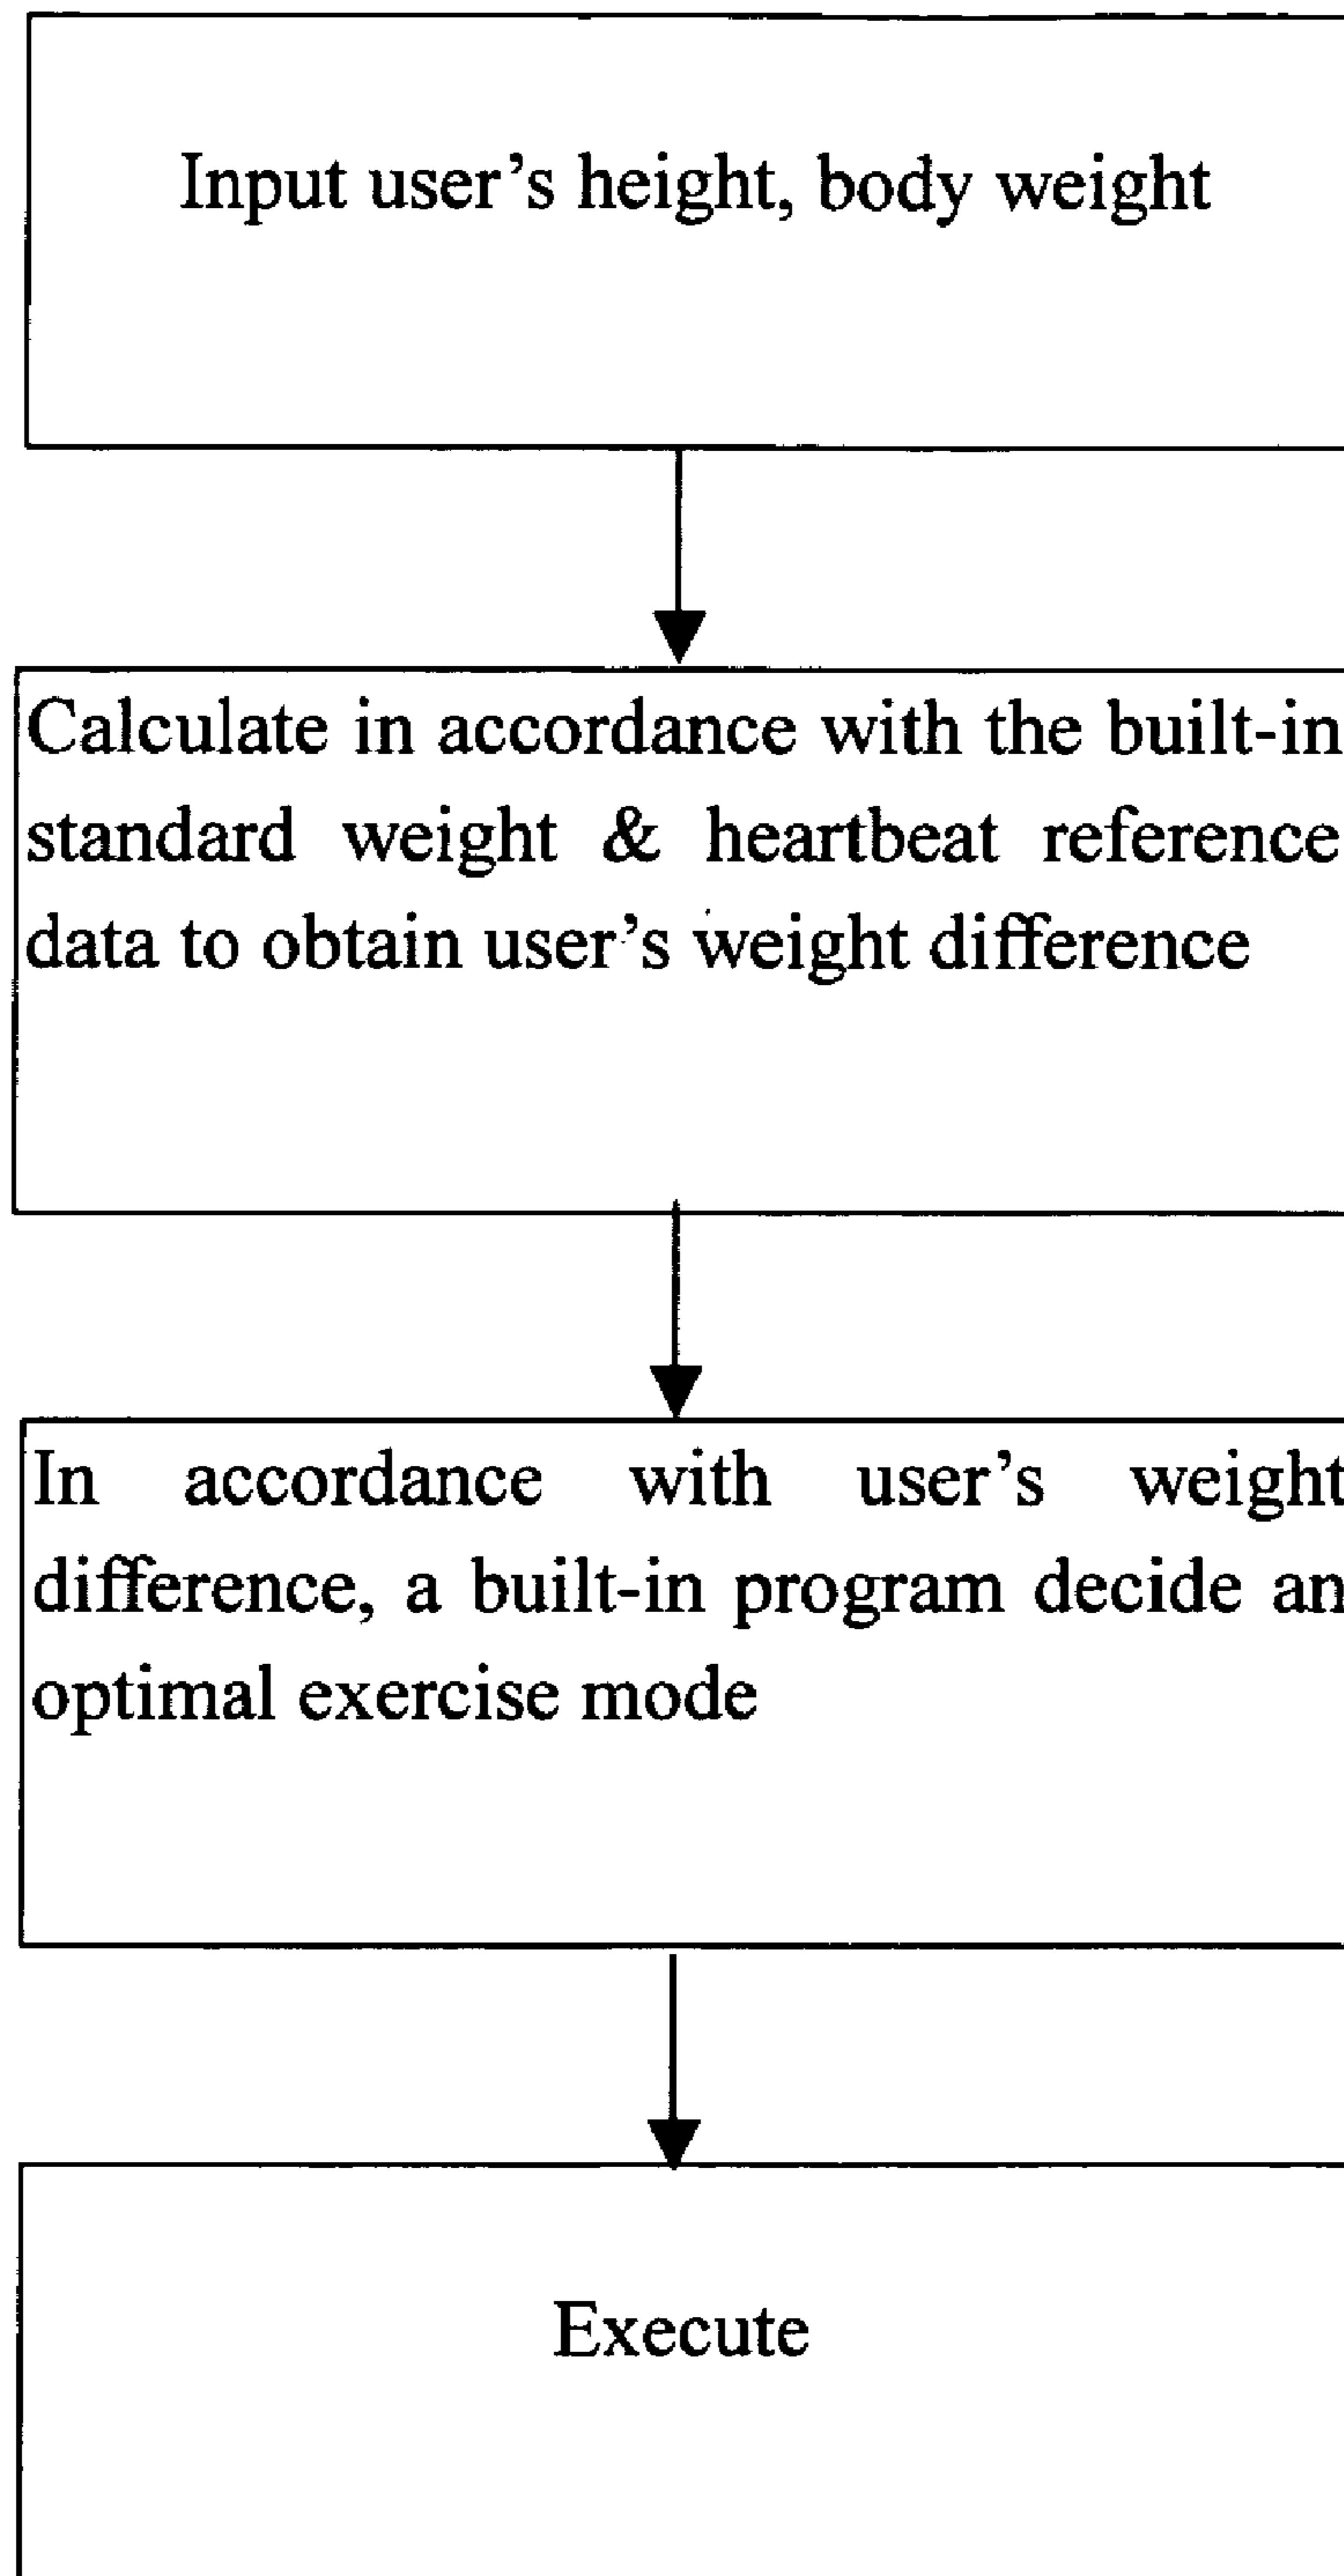 Input user’s height, body weight
Calculate in accordance with the built-in
standard weight & heartbeat reference
data to obtain user’s weight difference
In accordance with user’s weight
difference, a built-in program decide an
optimal exercise mode
Execute